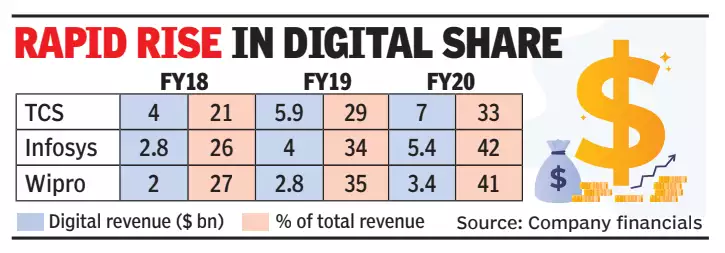 RAPID RISE IN DIGITAL SHARE
FY18 FY19 FY20
TCS 4 21 5.9 29 7 33
Infosys 2.8 26 4 34 5.4 42
Wipro 2 27 2.8 35 3.4 41
Digital revenue ($ bn) % of total revenue Source: Company financials
$
$